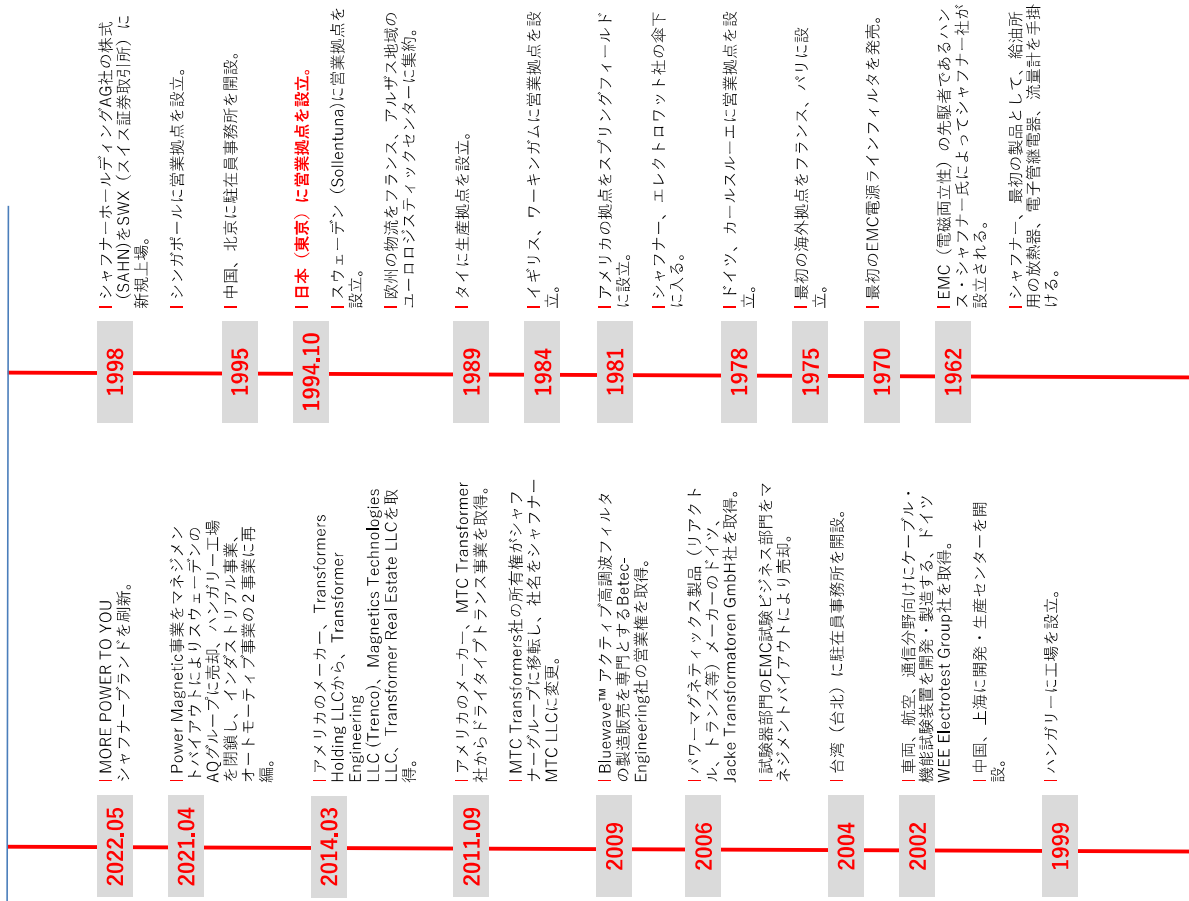 2022.05
| MORE POWER TO YOU
シャフナーブランドを刷新。
2021.04
| Power Magnetic事業をマネジメン
トバイアウトによりスウェーデンの
AQグループに売却、ハンガリー工場
を閉鎖し、インダストリアル事業、
オートモーティブ事業の２事業に再
編。
2014.03
| アメリカのメーカー、Transformers
Holding LLCから、Transformer
Engineering
LLC (Trenco)、Magnetics Technologies
LLC、Transformer Real Estate LLCを取
得。
2011.09
| アメリカのメーカー、MTC Transformer
社からドライタイプトランス事業を取得。
| MTC Transformers社の所有権がシャフ
ナーグループに移転し、社名をシャフナー
MTC LLCに変更。
2009
| Bluewave™ アクティブ高調波フィルタ
の製造販売を専門とするBetec-
Engineering社の営業権を取得。
2006
| パワーマグネティックス製品（リアクト
ル、トランス等）メーカーのドイツ、
Jacke Transformatoren GmbH社を取得。
| 試験器部門のEMC試験ビジネス部門をマ
ネジメントバイアウトにより売却。
2004
| 台湾（台北）に駐在員事務所を開設。
2002
| 車両、航空、通信分野向けにケーブル・
機能試験装置を開発・製造する、ドイツ
WEE Electrotest Group社を取得。
| 中国、上海に開発・生産センターを開
設。
1999
| ハンガリーに工場を設立。
1998
| シャフナーホールディングAG社の株式
（SAHN)をSWX（スイス証券取引所）に
新規上場。
| シンガポールに営業拠点を設立。
1995
| 中国、北京に駐在員事務所を開設。
1994.10
| 日本（東京）に営業拠点を設立。
| スウェーデン（Sollentuna)に営業拠点を
設立。
| 欧州の物流をフランス、アルザス地域の
ユーロロジスティックセンターに集約。
1989
| タイに生産拠点を設立。
1984
| イギリス、ワーキンガムに営業拠点を設
立。
1981
| アメリカの拠点をスプリングフィールド
に設立。
| シャフナー、エレクトロワット社の傘下
に入る。
1978
| ドイツ、カールスルーエに営業拠点を設
立。
1975
| 最初の海外拠点をフランス、パリに設
立。
1970
| 最初のEMC電源ラインフィルタを発売。
1962
| EMC（電磁両立性）の先駆者であるハン
ス・シャフナー氏によってシャフナー社が
設立される。
| シャフナー、最初の製品として、給油所
用の放熱器、電子管継電器、流量計を手掛
ける。